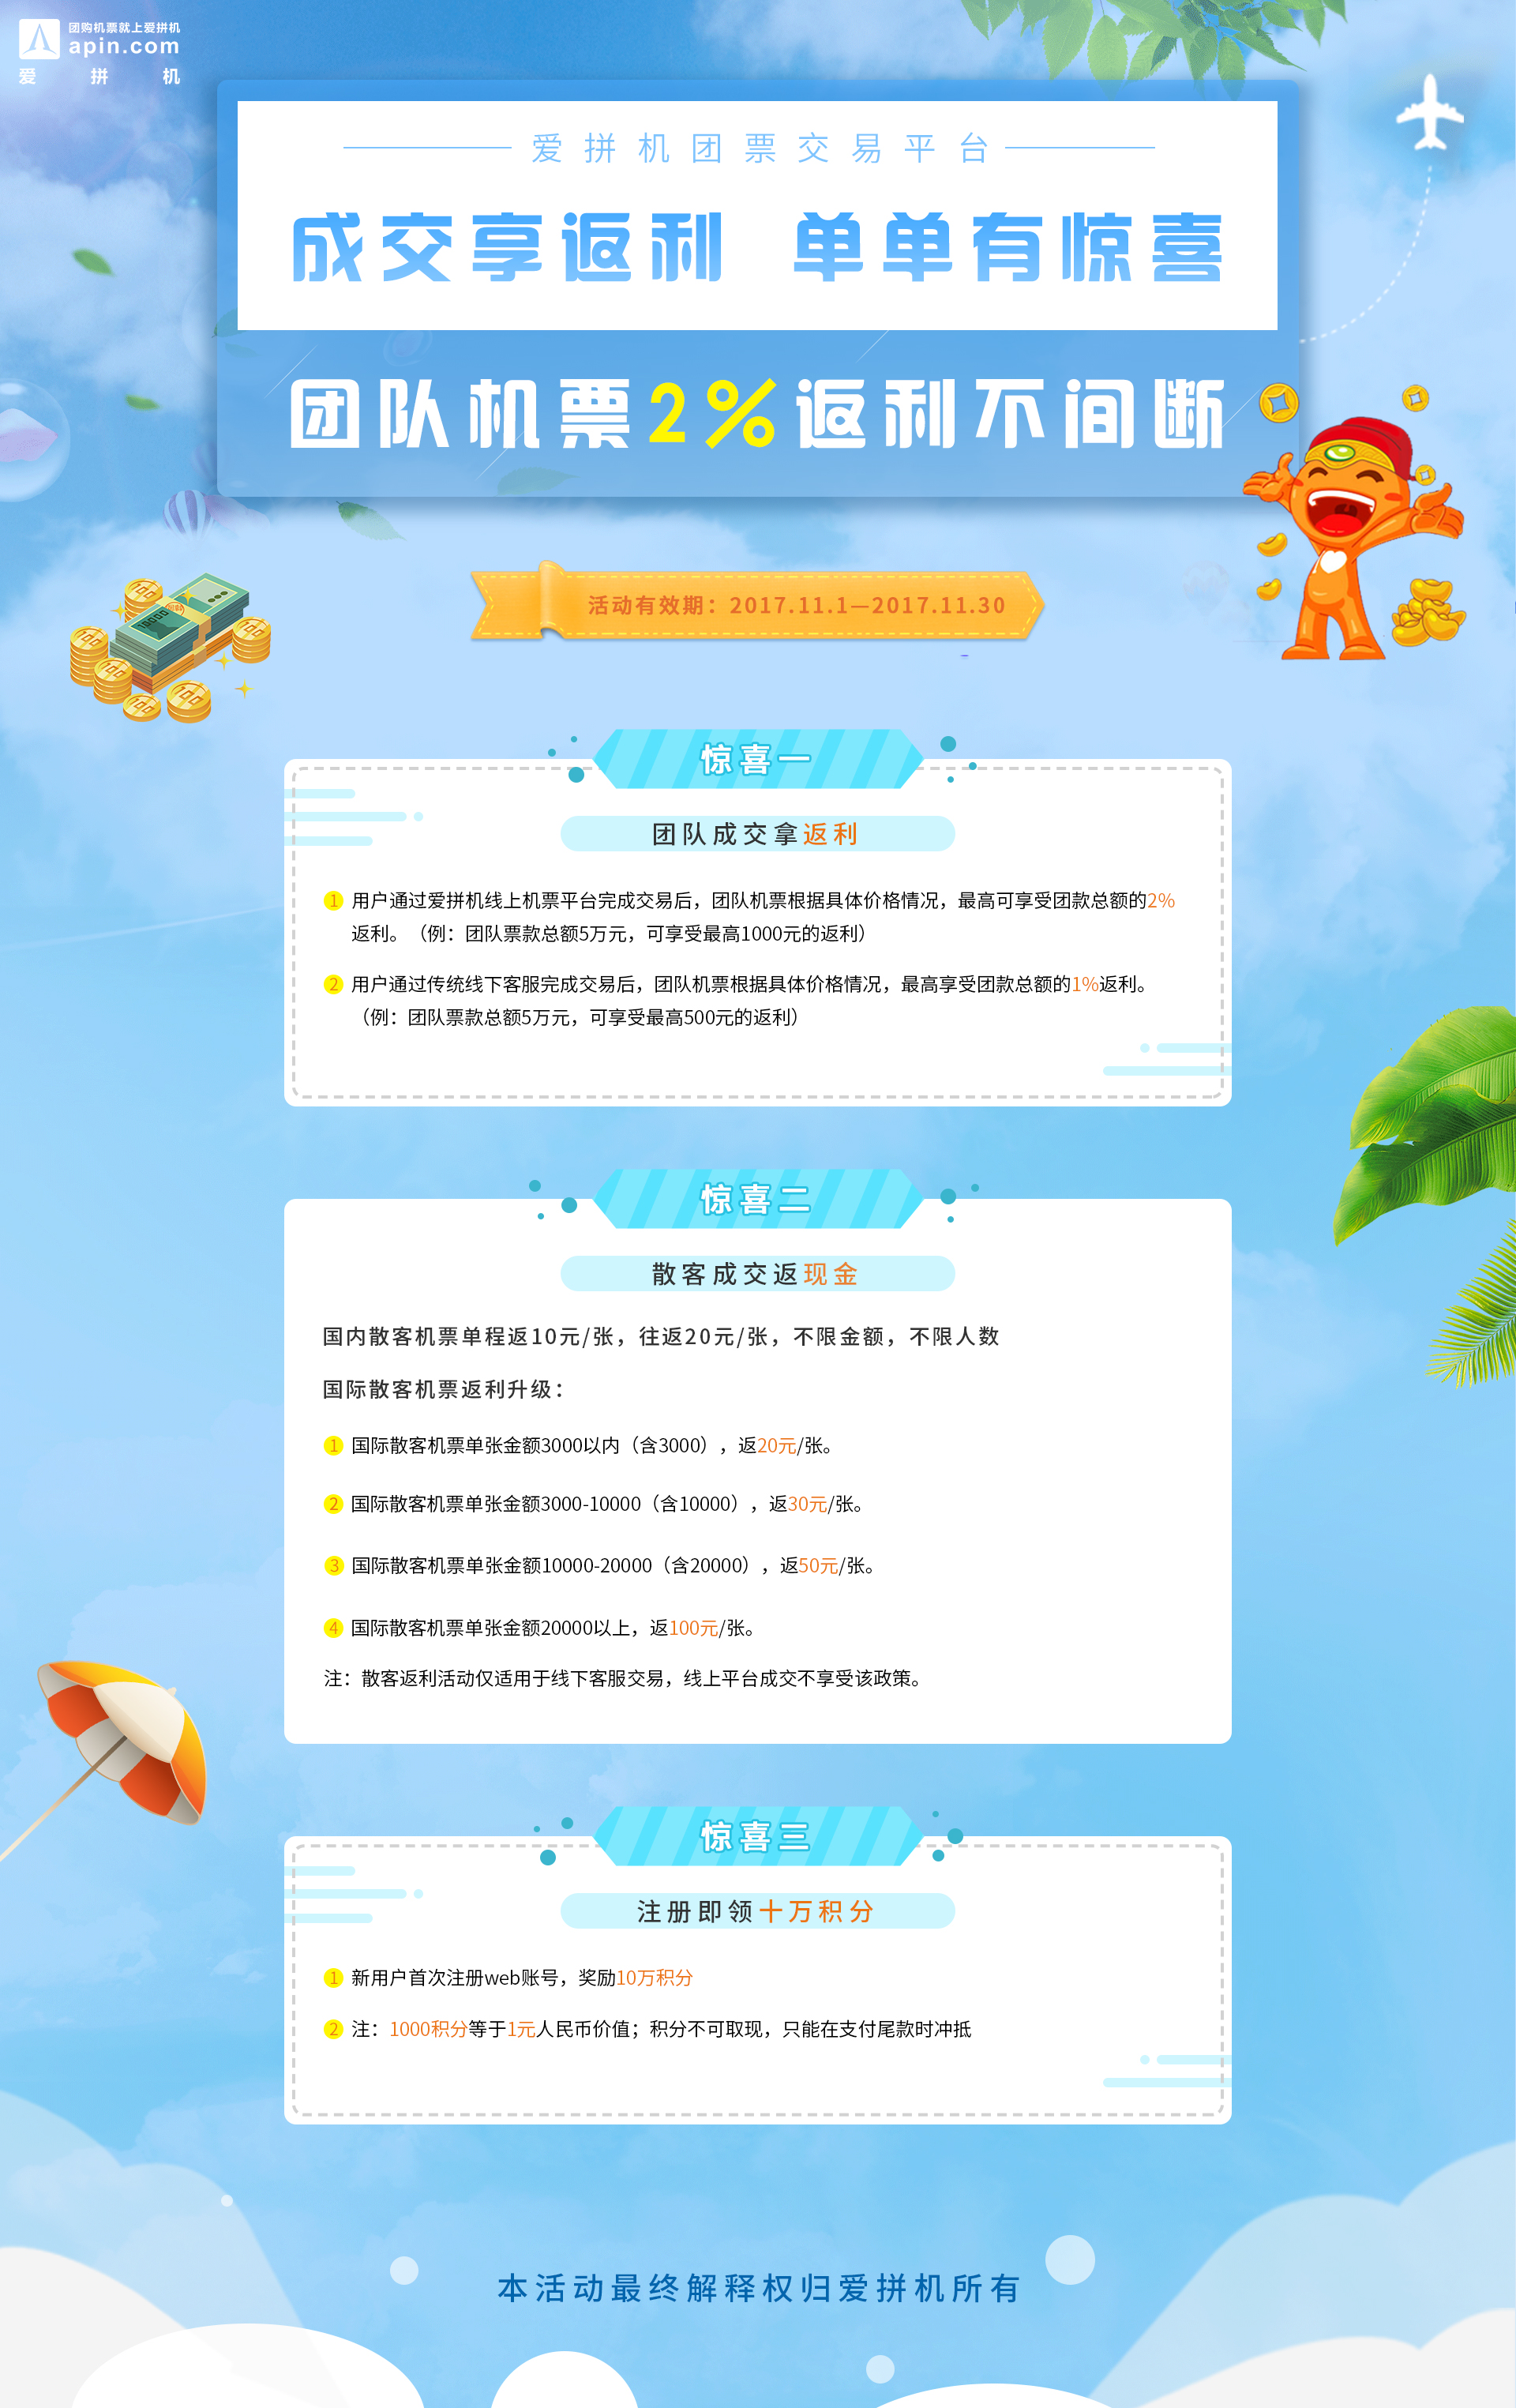 团购机票就上爱拼机
apin.com
爱拼机
爱拼机团票交易平台
成交享返利 单单有惊喜
团队机票2%返利不间断
活动有效期：2017.11.1—2017.11.30
惊喜一
团队成交拿返利
1 用户通过爱拼机线上机票平台完成交易后，团队机票根据具体价格情况，最高可享受团款总额的2%
返利。（例：团队票款总额5万元，可享受最高1000元的返利）
2 用户通过传统线下客服完成交易后，团队机票根据具体价格情况，最高享受团款总额的1%返利。
（例：团队票款总额5万元，可享受最高500元的返利）
惊喜二
散客成交返现金
国内散客机票单程返10元/张，往返20元/张，不限金额，不限人数
国际散客机票返利升级：
1 国际散客机票单张金额3000以内（含3000），返20元/张。
2 国际散客机票单张金额3000-10000（含10000），返30元/张。
3 国际散客机票单张金额10000-20000（含20000），返50元/张。
4 国际散客机票单张金额20000以上，返100元/张。
注：散客返利活动仅适用于线下客服交易，线上平台成交不享受该政策。
惊喜三
注册即领十万积分
1 新用户首次注册web账号，奖励10万积分
2 注：1000积分等于1元人民币价值；积分不可取现，只能在支付尾款时冲抵
本活动最终解释权归爱拼机所有